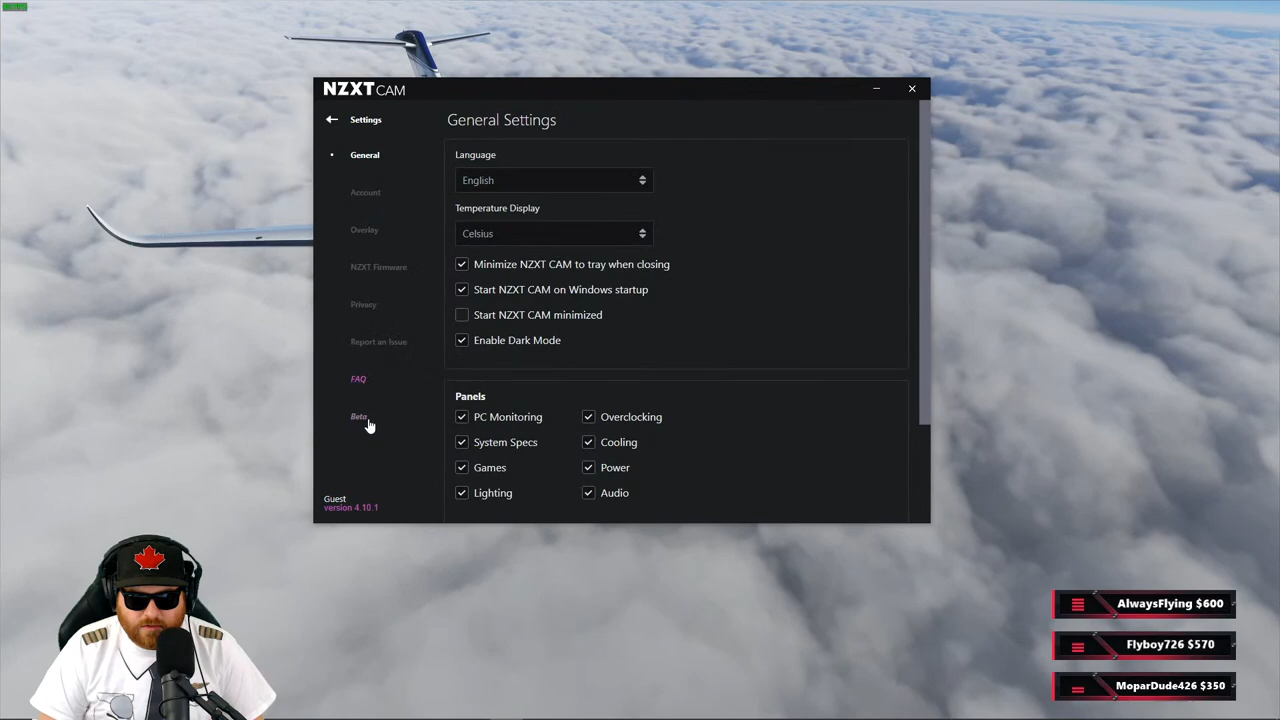 NZXT CAM
Settings
General
Account
Overlay
NZXT Firmware
Privacy
Report an Issue
FAQ
Beta
Guest
version 4.10.1
General Settings
Language
English
Temperature Display
Celsius
Minimize NZXT CAM to tray when closing
Start NZXT CAM on Windows startup
Start NZXT CAM minimized
Enable Dark Mode
Panels
PC Monitoring
Overclocking
System Specs
Cooling
Games
Power
Lighting
Audio
AlwaysFlying $600
Flyboy726 $570
MoparDude426 $350